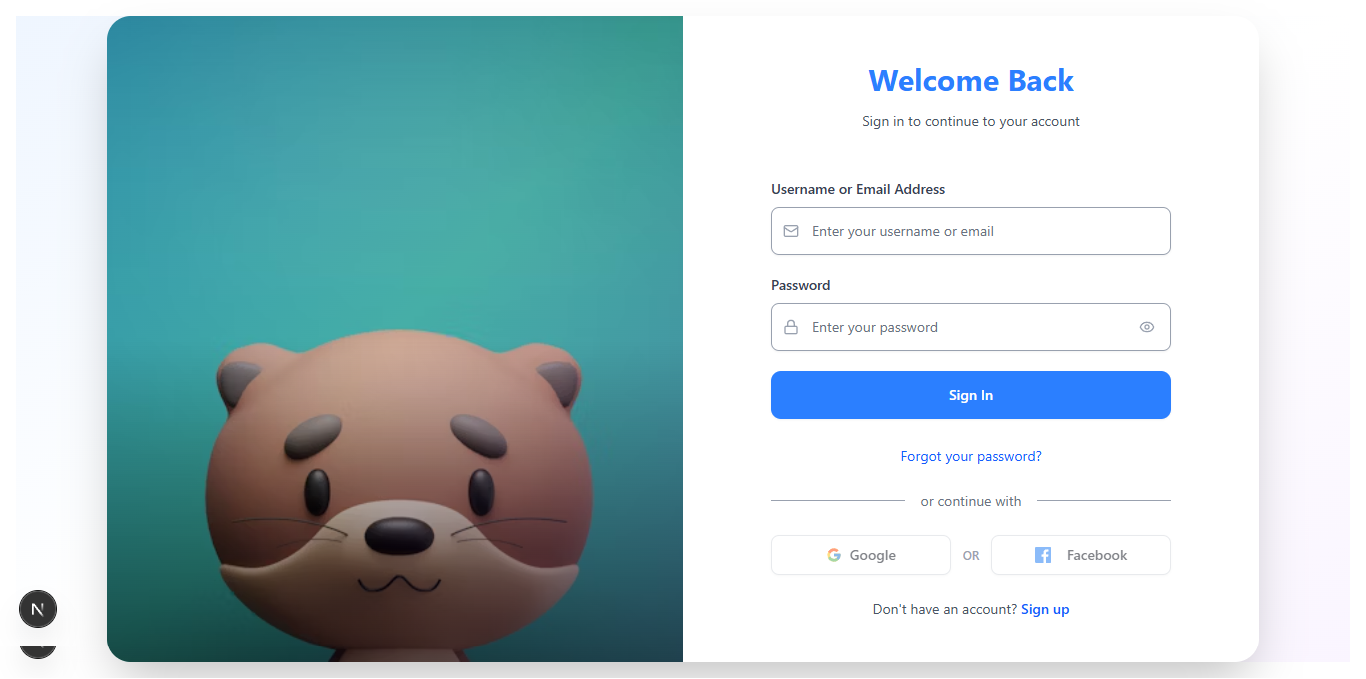 Welcome Back
Sign in to continue to your account
Username or Email Address
Enter your username or email
Password
Enter your password
Sign In
Forgot your password?
or continue with
Google OR Facebook
Don't have an account? Sign up
N